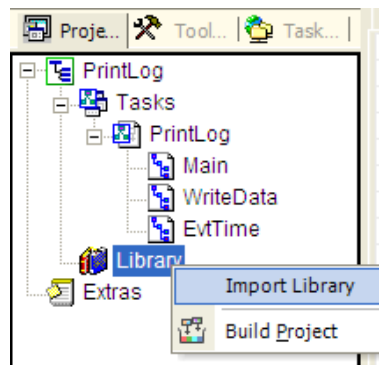 Proje... Tool... Task...
PrintLog
Tasks
PrintLog
Main
WriteData
EvtTime
Library
Import Library
Extras
Build Project